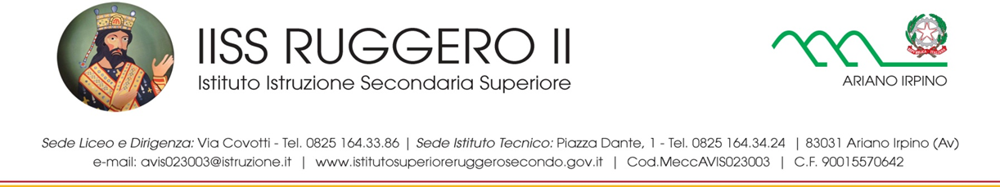 IISS RUGGERO II
Istituto Istruzione Secondaria Superiore
REPUBBLICA ITALIANA
ARIANO IRPINO
Sede Liceo e Dirigenza: Via Covotti - Tel. 0825 164.33.86 | Sede Istituto Tecnico: Piazza Dante, 1 - Tel. 0825 164.34.24 | 83031 Ariano Irpino (Av)
e-mail: avis023003@istruzione.it | www.istitutosuperioreruggerosecondo.gov.it | Cod.MeccAVIS023003 | C.F. 90015570642